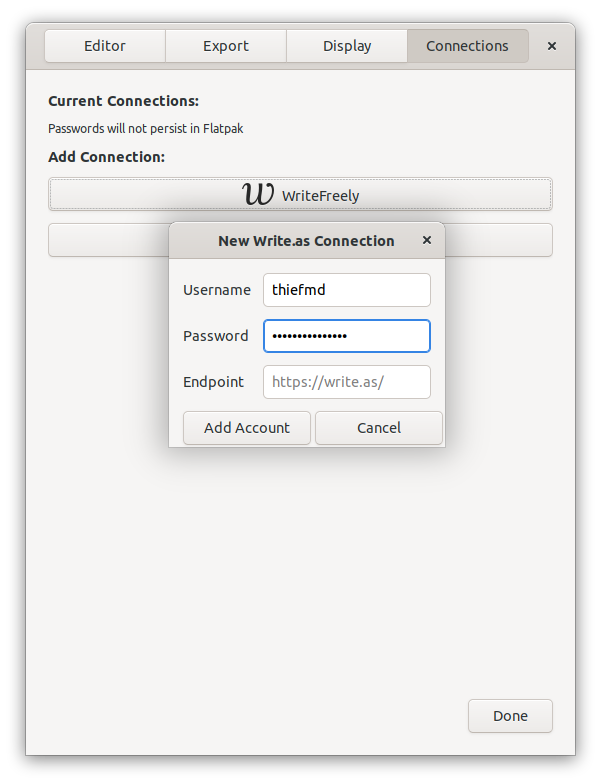 Editor Export Display Connections ×
Current Connections:
Passwords will not persist in Flatpak
Add Connection:
W WriteFreely
New Write.as Connection ×
Username thiefmd
Password •••••••••••••••
Endpoint https://write.as/
Add Account Cancel
Done